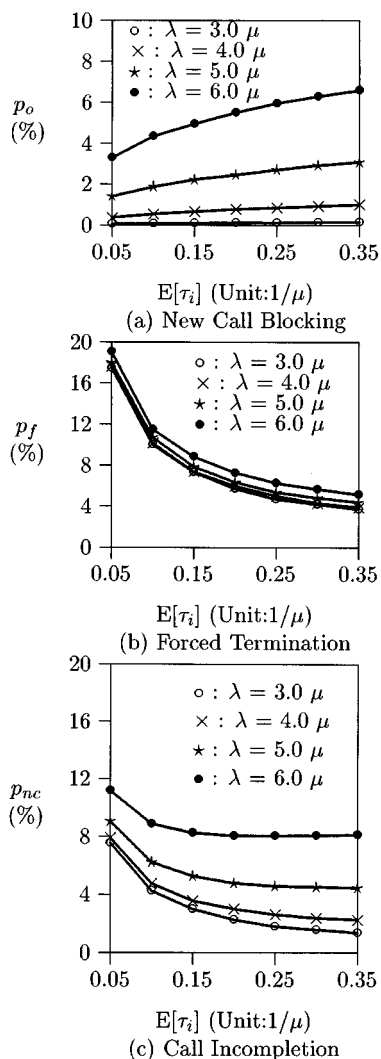 ○ : λ = 3.0 μ
× : λ = 4.0 μ
★ : λ = 5.0 μ
● : λ = 6.0 μ
10
8
6
4
2
0
p_o
(%)
0.05 0.15 0.25 0.35
E[τ_i] (Unit:1/μ)
(a) New Call Blocking
20
16
12
8
4
0
p_f
(%)
○ : λ = 3.0 μ
× : λ = 4.0 μ
★ : λ = 5.0 μ
● : λ = 6.0 μ
0.05 0.15 0.25 0.35
E[τ_i] (Unit:1/μ)
(b) Forced Termination
20
16
12
8
4
0
p_nc
(%)
○ : λ = 3.0 μ
× : λ = 4.0 μ
★ : λ = 5.0 μ
● : λ = 6.0 μ
0.05 0.15 0.25 0.35
E[τ_i] (Unit:1/μ)
(c) Call Incompletion